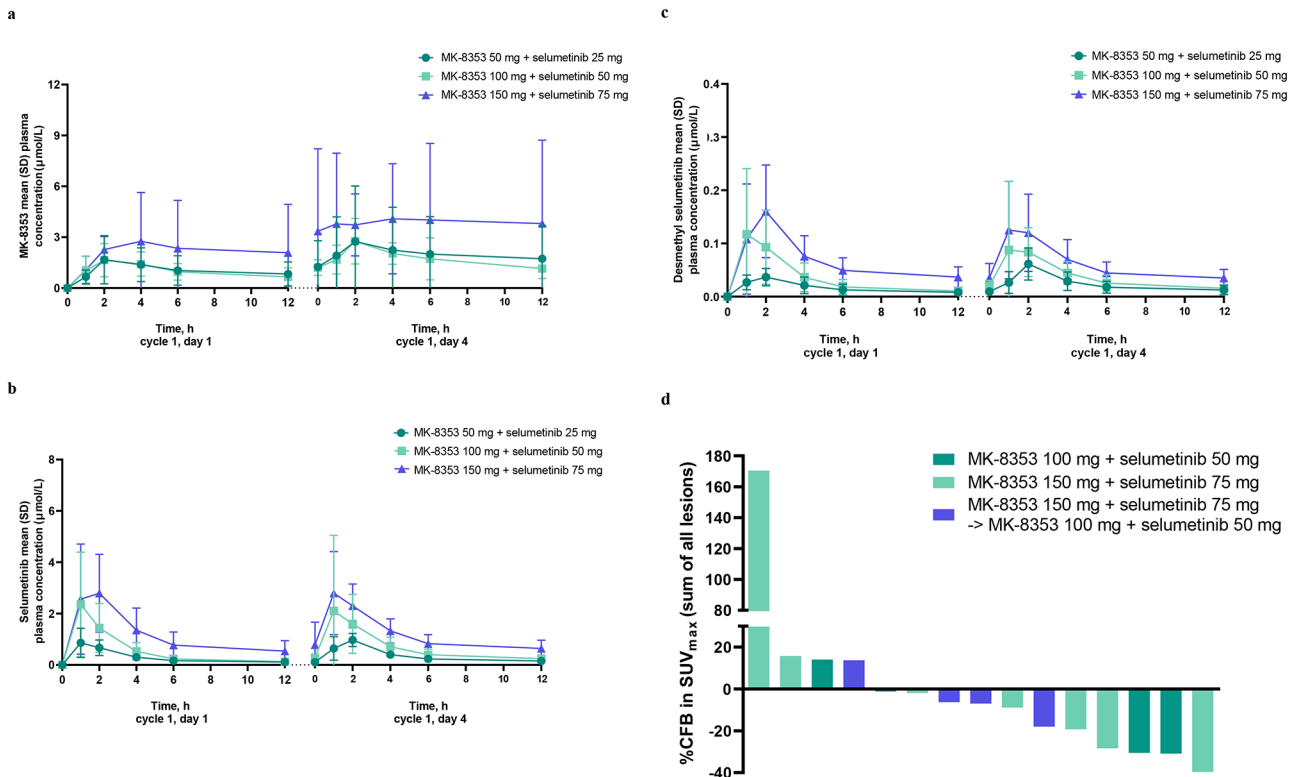 a
MK-8353 50 mg + selumetinib 25 mg
MK-8353 100 mg + selumetinib 50 mg
MK-8353 150 mg + selumetinib 75 mg
MK-8353 mean (SD) plasma
concentration (μmol/L)
12
9
6
3
0
0 2 4 6 8 10 12 0 2 4 6 8 10 12
Time, h
cycle 1, day 1
Time, h
cycle 1, day 4
b
MK-8353 50 mg + selumetinib 25 mg
MK-8353 100 mg + selumetinib 50 mg
MK-8353 150 mg + selumetinib 75 mg
Selumetinib mean (SD)
plasma concentration (μmol/L)
8
6
4
2
0
0 2 4 6 8 10 12 0 2 4 6 8 10 12
Time, h
cycle 1, day 1
Time, h
cycle 1, day 4
c
MK-8353 50 mg + selumetinib 25 mg
MK-8353 100 mg + selumetinib 50 mg
MK-8353 150 mg + selumetinib 75 mg
Desmethyl selumetinib mean (SD)
plasma concentration (μmol/L)
0.4
0.3
0.2
0.1
0.0
0 2 4 6 8 10 12 0 2 4 6 8 10 12
Time, h
cycle 1, day 1
Time, h
cycle 1, day 4
d
MK-8353 100 mg + selumetinib 50 mg
MK-8353 150 mg + selumetinib 75 mg
MK-8353 150 mg + selumetinib 75 mg
-> MK-8353 100 mg + selumetinib 50 mg
%CFB in SUVmax (sum of all lesions)
180
160
140
120
100
80
20
0
-20
-40